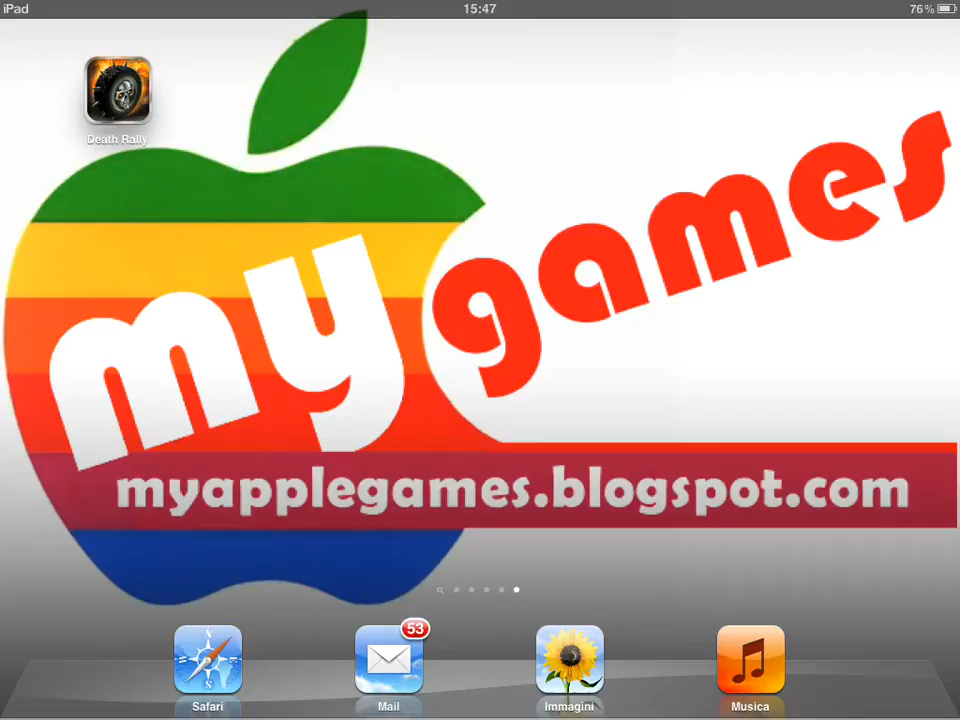 iPad 15:47 76%
Death Rally
my games
myapplegames.blogspot.com
53
Safari Mail Immagini Musica